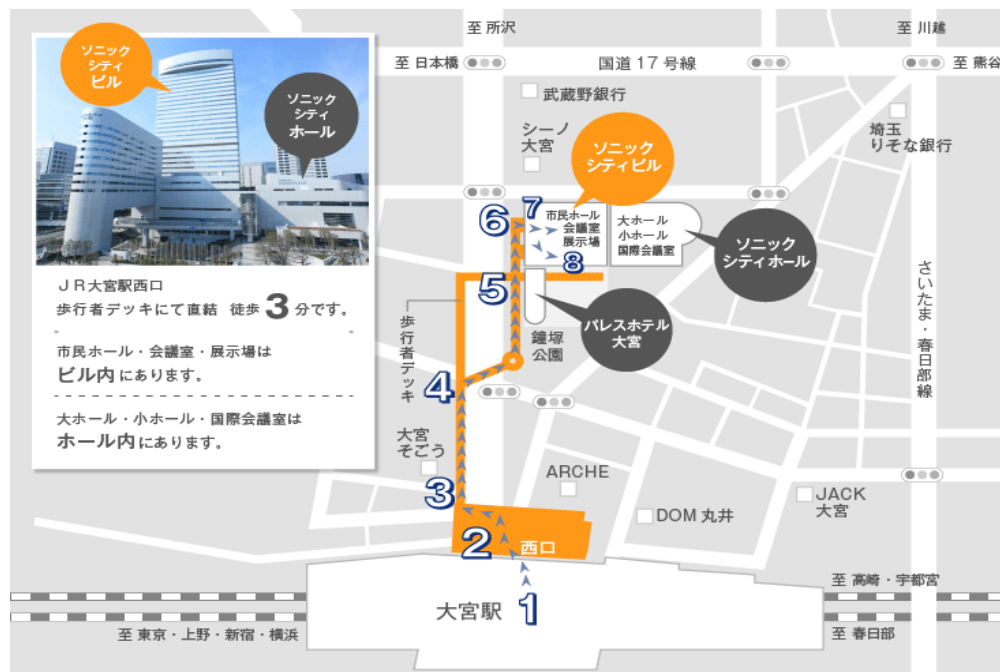 ソニック
シティ
ビル
ソニック
シティ
ホール
ＪＲ大宮駅西口
歩行者デッキにて直結 徒歩3分です。
市民ホール・会議室・展示場は
ビル内にあります。
大ホール・小ホール・国際会議室は
ホール内にあります。
至 所沢
至 川越
至 日本橋
国道17号線
至 熊谷
武蔵野銀行
シーノ
大宮
埼玉
りそな銀行
ソニック
シティビル
6
7
市民ホール
会議室
展示場
8
大ホール
小ホール
国際会議室
ソニック
シティホール
5
パレスホテル
大宮
鐘塚
公園
歩行者デッキ
さいたま・春日部線
4
大宮
そごう
3
ARCHE
JACK
大宮
DOM 丸井
2
西口
1
大宮駅
至 高崎・宇都宮
至 東京・上野・新宿・横浜
至 春日部